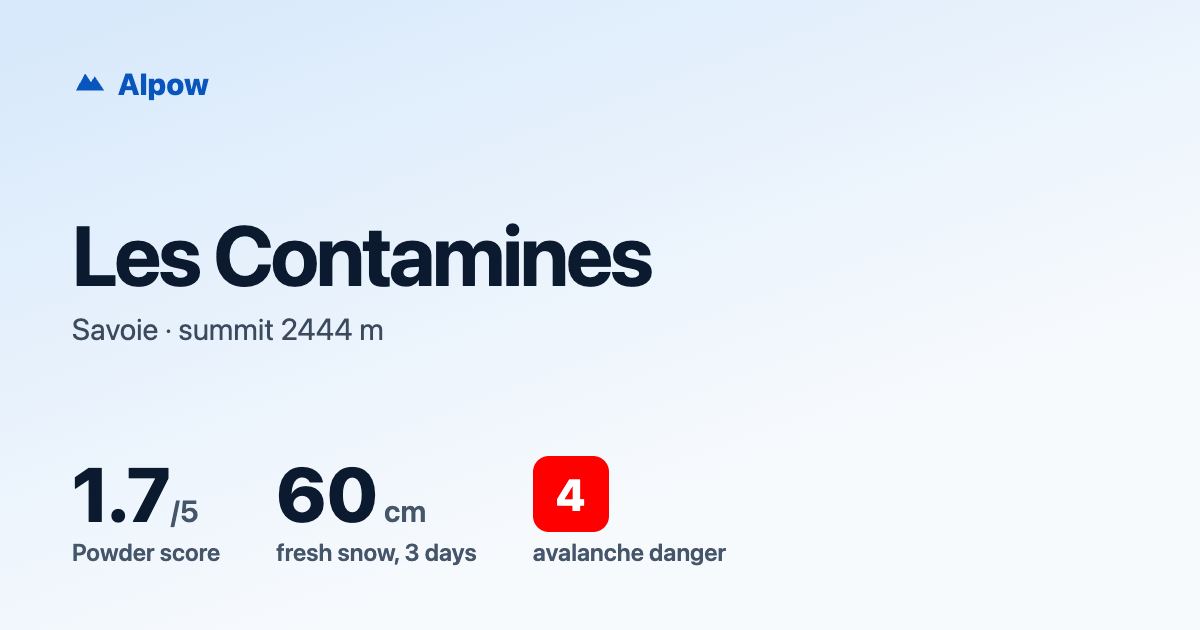 Alpow
Les Contamines
Savoie · summit 2444 m
1.7/5
Powder score
60 cm
fresh snow, 3 days
4
avalanche danger